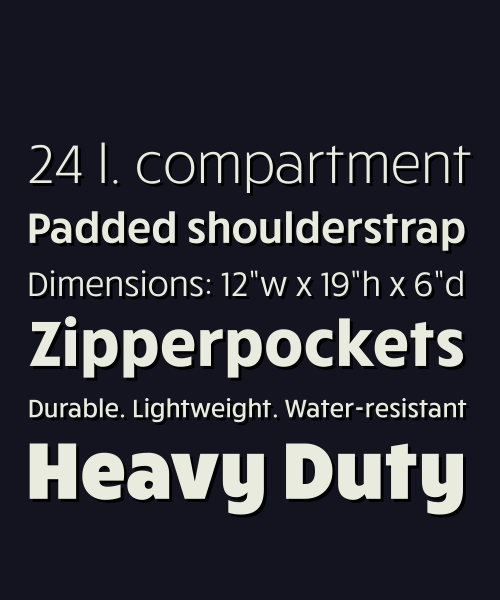 24 l. compartment
Padded shoulderstrap
Dimensions: 12"w x 19"h x 6"d
Zipperpockets
Durable. Lightweight. Water-resistant
Heavy Duty